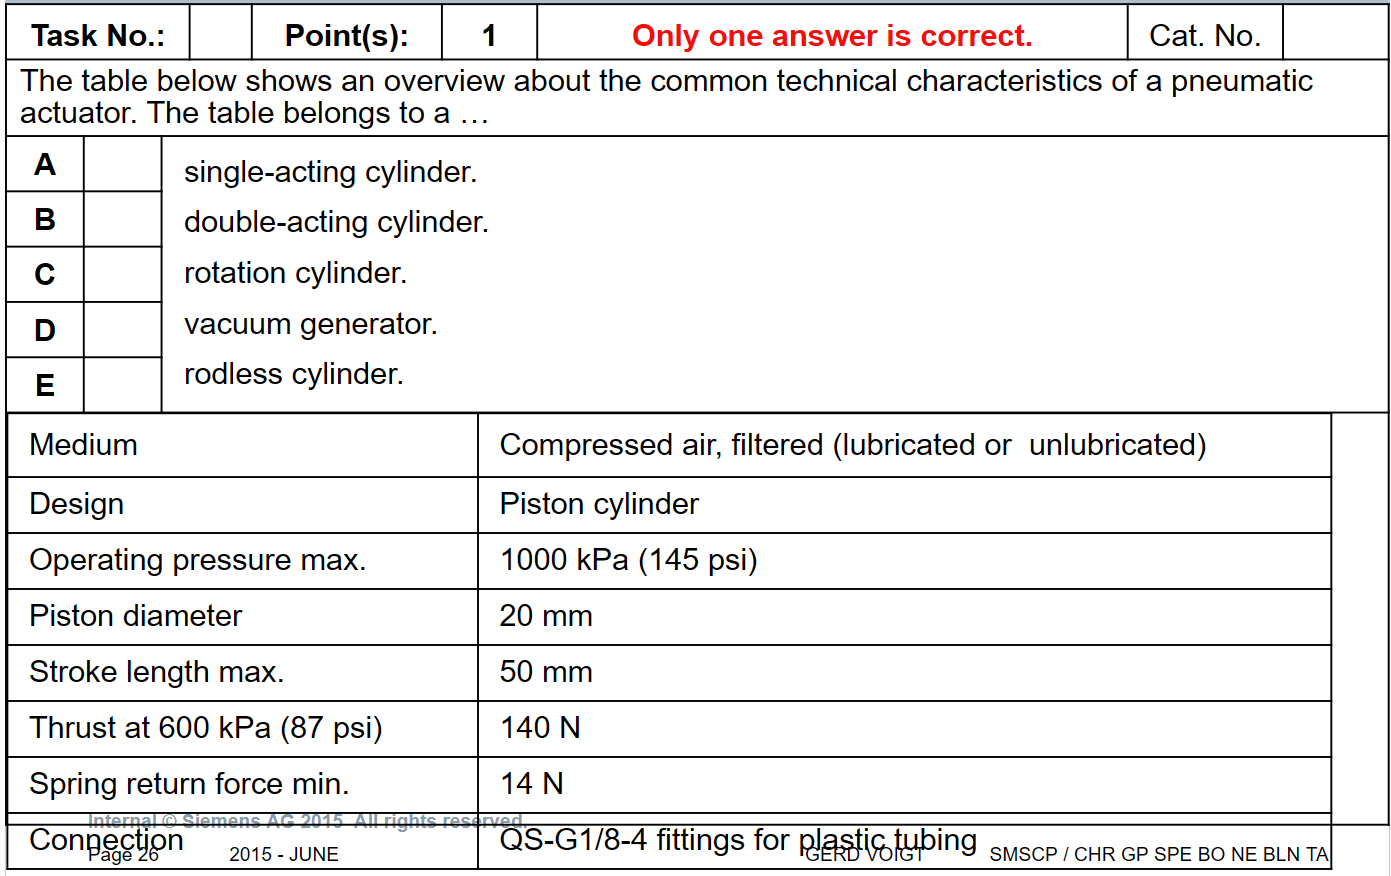 Task No.: Point(s): 1 Only one answer is correct. Cat. No.
The table below shows an overview about the common technical characteristics of a pneumatic
actuator. The table belongs to a …
A single-acting cylinder.
B double-acting cylinder.
C rotation cylinder.
D vacuum generator.
E rodless cylinder.
Medium Compressed air, filtered (lubricated or  unlubricated)
Design Piston cylinder
Operating pressure max. 1000 kPa (145 psi)
Piston diameter 20 mm
Stroke length max. 50 mm
Thrust at 600 kPa (87 psi) 140 N
Spring return force min. 14 N
Internal © Siemens AG 2015  All rights reserved.
Connection QS-G1/8-4 fittings for plastic tubing
Page 26 2015 - JUNE GERD VOIGT SMSCP / CHR GP SPE BO NE BLN TA